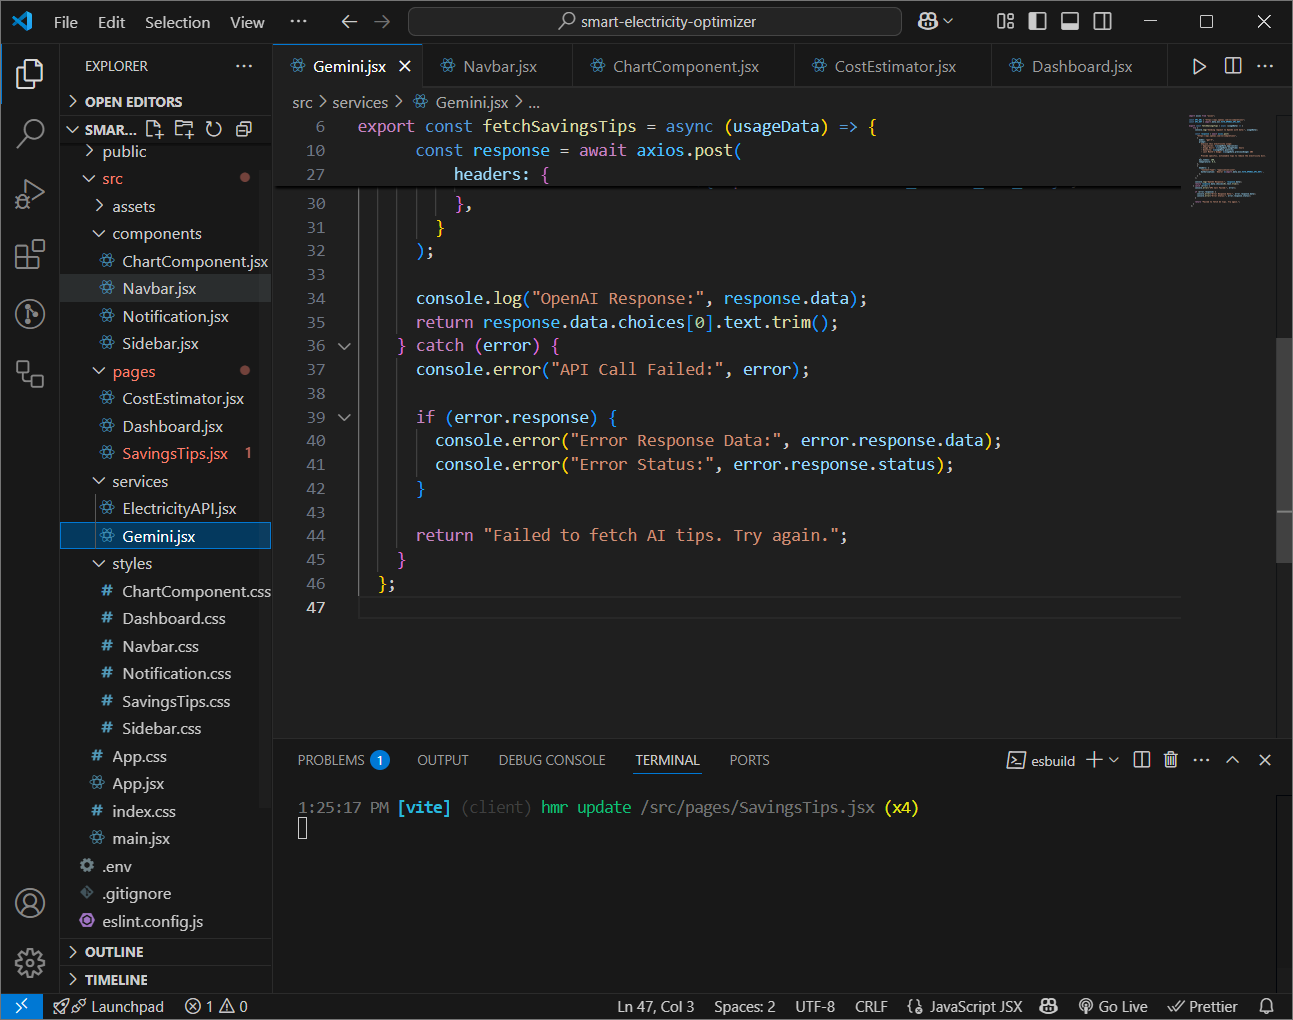 File Edit Selection View ··· smart-electricity-optimizer
EXPLORER ···
OPEN EDITORS
SMAR...
public
src
assets
components
ChartComponent.jsx
Navbar.jsx
Notification.jsx
Sidebar.jsx
pages
CostEstimator.jsx
Dashboard.jsx
SavingsTips.jsx 1
services
ElectricityAPI.jsx
Gemini.jsx
styles
ChartComponent.css
Dashboard.css
Navbar.css
Notification.css
SavingsTips.css
Sidebar.css
App.css
App.jsx
index.css
main.jsx
.env
.gitignore
eslint.config.js
OUTLINE
TIMELINE
Gemini.jsx Navbar.jsx ChartComponent.jsx CostEstimator.jsx Dashboard.jsx
src > services > Gemini.jsx > ...
6 export const fetchSavingsTips = async (usageData) => {
10 const response = await axios.post(
27 headers: {
30 },
31 }
32 );
33
34 console.log("OpenAI Response:", response.data);
35 return response.data.choices[0].text.trim();
36 } catch (error) {
37 console.error("API Call Failed:", error);
38
39 if (error.response) {
40 console.error("Error Response Data:", error.response.data);
41 console.error("Error Status:", error.response.status);
42 }
43
44 return "Failed to fetch AI tips. Try again.";
45 }
46 };
47
PROBLEMS 1 OUTPUT DEBUG CONSOLE TERMINAL PORTS esbuild
1:25:17 PM [vite] (client) hmr update /src/pages/SavingsTips.jsx (x4)
Launchpad 1 0 Ln 47, Col 3 Spaces: 2 UTF-8 CRLF {} JavaScript JSX Go Live Prettier